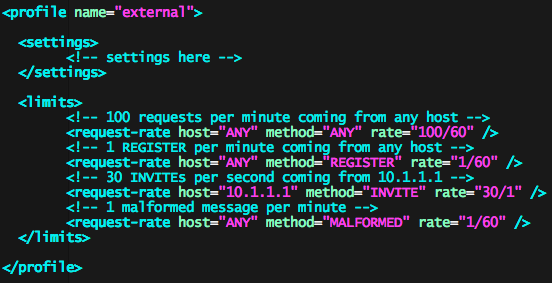 <profile name="external">
<settings>
<!-- settings here -->
</settings>
<limits>
<!-- 100 requests per minute coming from any host -->
<request-rate host="ANY" method="ANY" rate="100/60" />
<!-- 1 REGISTER per minute coming from any host -->
<request-rate host="ANY" method="REGISTER" rate="1/60" />
<!-- 30 INVITEs per second coming from 10.1.1.1 -->
<request-rate host="10.1.1.1" method="INVITE" rate="30/1" />
<!-- 1 malformed message per minute -->
<request-rate host="ANY" method="MALFORMED" rate="1/60" />
</limits>
</profile>